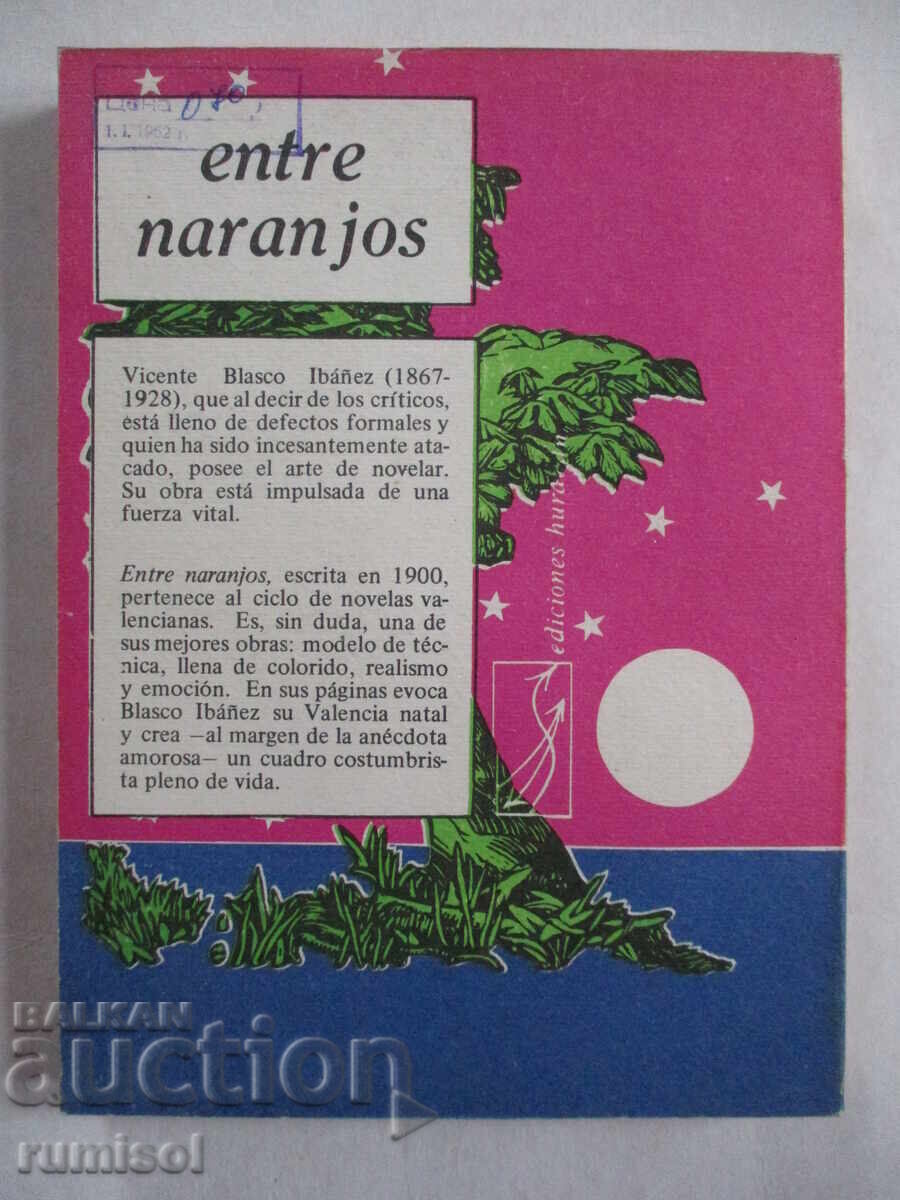 Цена 0 80
1. I. 1962 г.
entre
naranjos
Vicente Blasco Ibáñez (1867-
1928), que al decir de los críticos,
está lleno de defectos formales y
quien ha sido incesantemente ata-
cado, posee el arte de novelar.
Su obra está impulsada de una
fuerza vital.
Entre naranjos, escrita en 1900,
pertenece al ciclo de novelas va-
lencianas. Es, sin duda, una de
sus mejores obras: modelo de téc-
nica, llena de colorido, realismo
y emoción. En sus páginas evoca
Blasco Ibáñez su Valencia natal
y crea —al margen de la anécdota
amorosa— un cuadro costumbris-
ta pleno de vida.
ediciones huracán
BALKAN
auction
rumisol